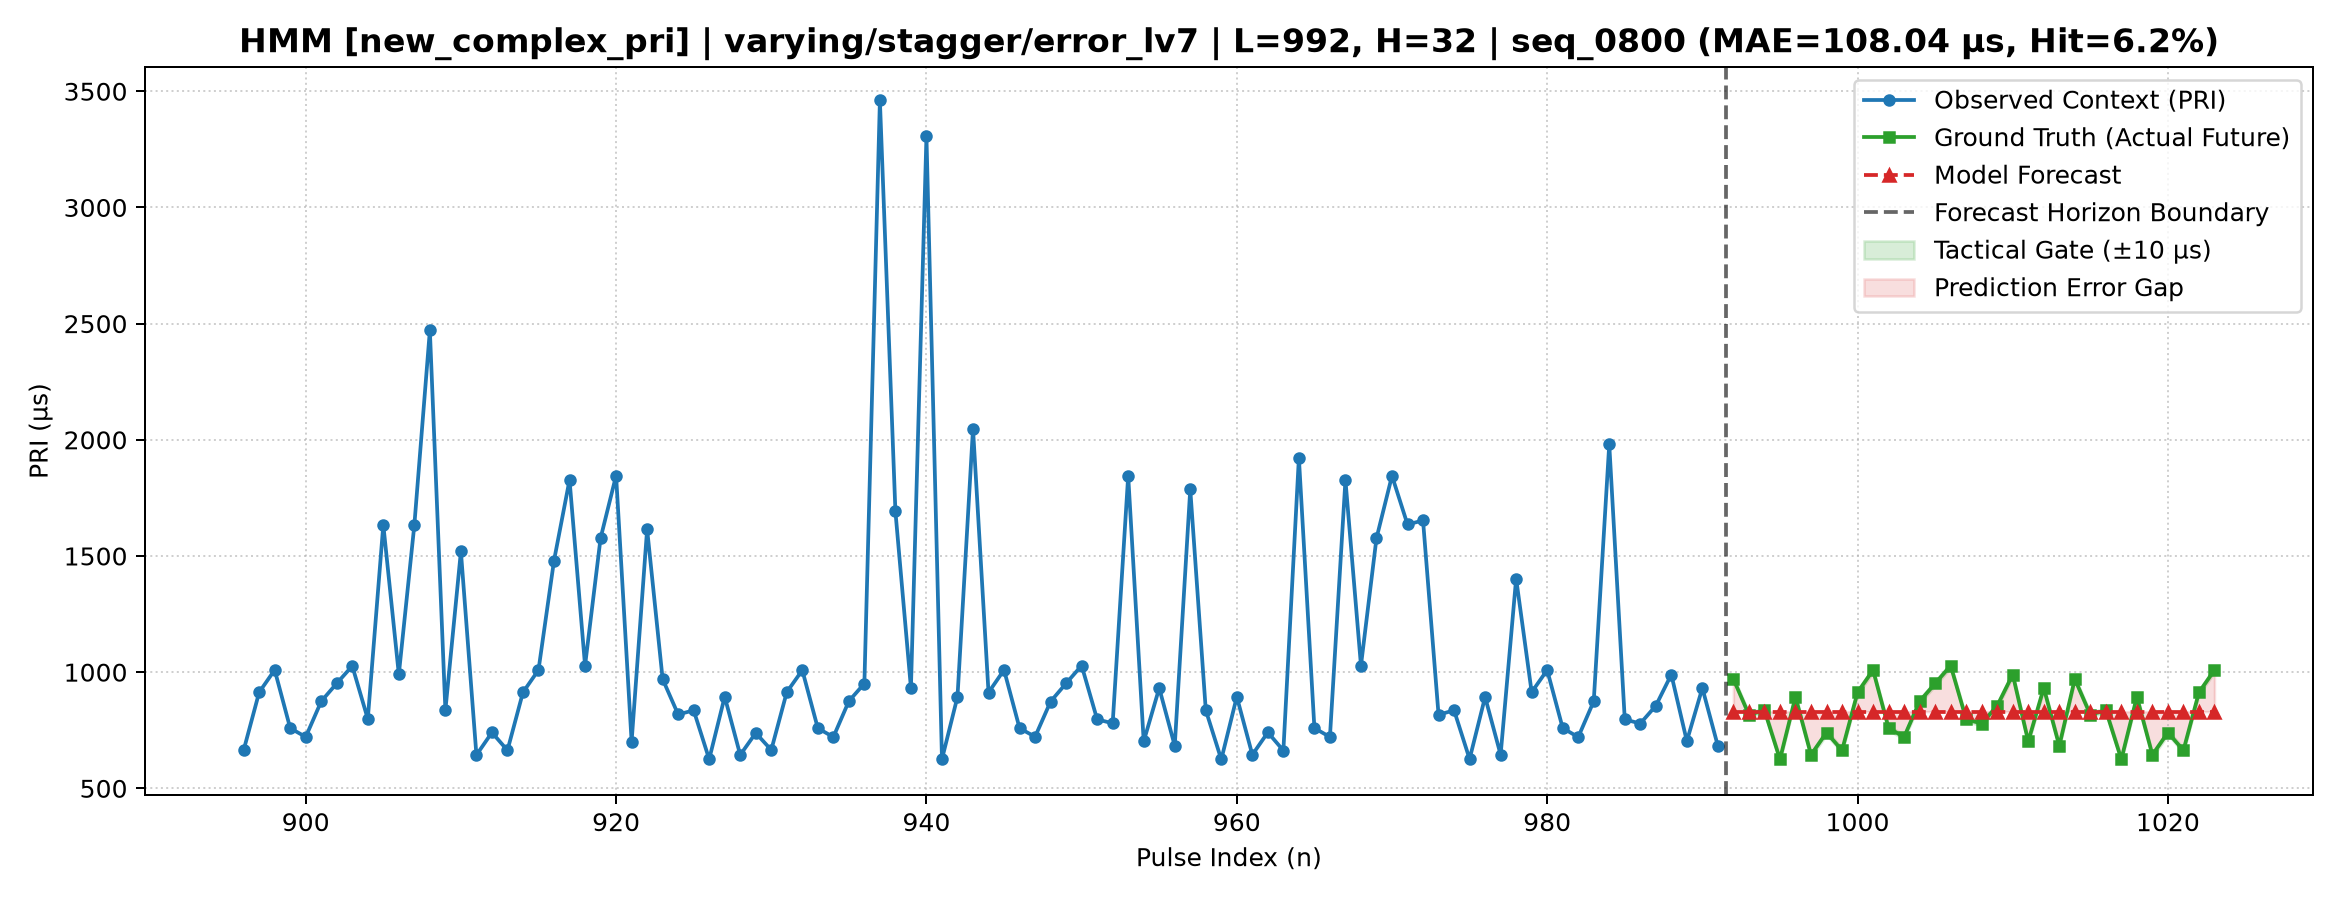 HMM [new_complex_pri] | varying/stagger/error_lv7 | L=992, H=32 | seq_0800 (MAE=108.04 µs, Hit=6.2%)
3500
3000
2500
2000
1500
1000
500
PRI (µs)
Observed Context (PRI)
Ground Truth (Actual Future)
Model Forecast
Forecast Horizon Boundary
Tactical Gate (±10 µs)
Prediction Error Gap
900
920
940
960
980
1000
1020
Pulse Index (n)